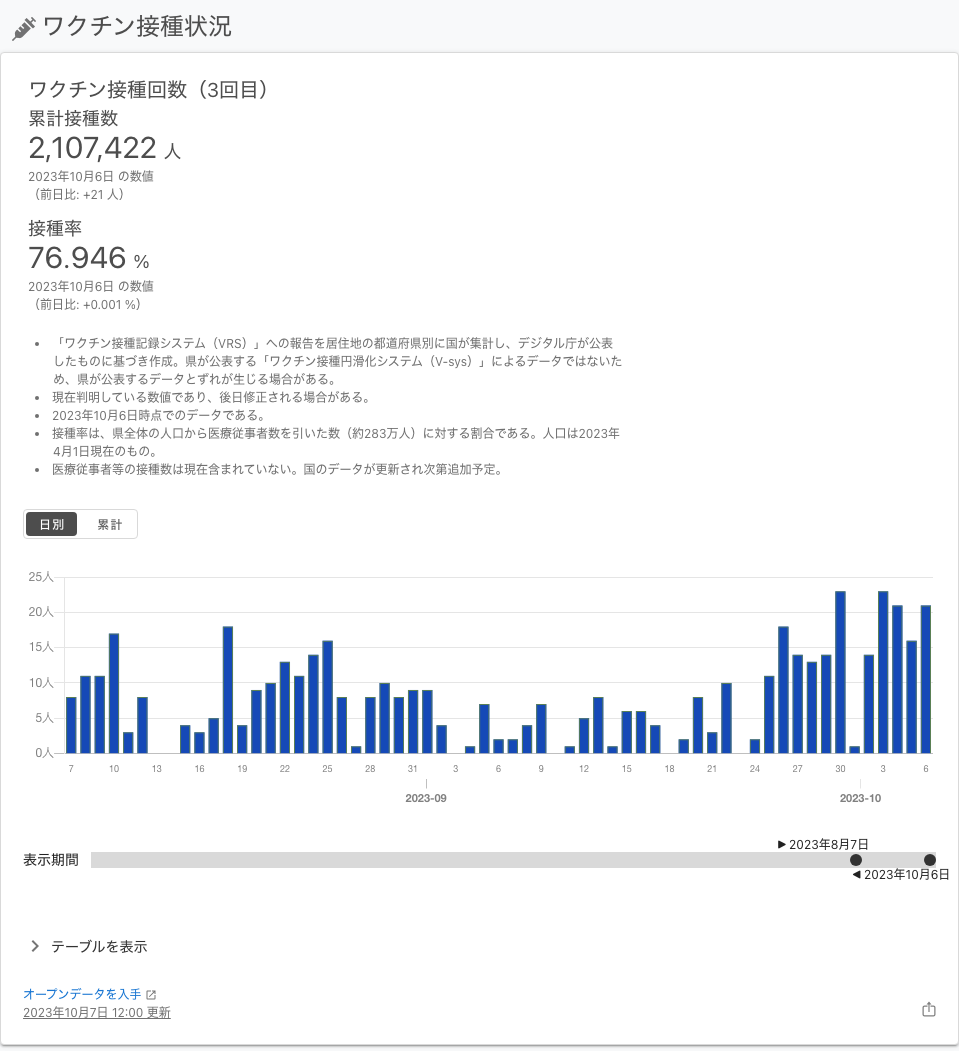 ワクチン接種状況
ワクチン接種回数（3回目）
累計接種数
2,107,422 人
2023年10月6日 の数値
（前日比: +21 人）
接種率
76.946 %
2023年10月6日 の数値
（前日比: +0.001 %）
• 「ワクチン接種記録システム（VRS）」への報告を居住地の都道府県別に国が集計し、デジタル庁が公表
したものに基づき作成。県が公表する「ワクチン接種円滑化システム（V-sys）」によるデータではないた
め、県が公表するデータとずれが生じる場合がある。
• 現在判明している数値であり、後日修正される場合がある。
• 2023年10月6日時点でのデータである。
• 接種率は、県全体の人口から医療従事者数を引いた数（約283万人）に対する割合である。人口は2023年
4月1日現在のもの。
• 医療従事者等の接種数は現在含まれていない。国のデータが更新され次第追加予定。
日別 累計
25人
20人
15人
10人
5人
0人
7 10 13 16 19 22 25 28 31 3 6 9 12 15 18 21 24 27 30 3 6
2023-09 2023-10
2023年8月7日
表示期間
2023年10月6日
テーブルを表示
オープンデータを入手
2023年10月7日 12:00 更新